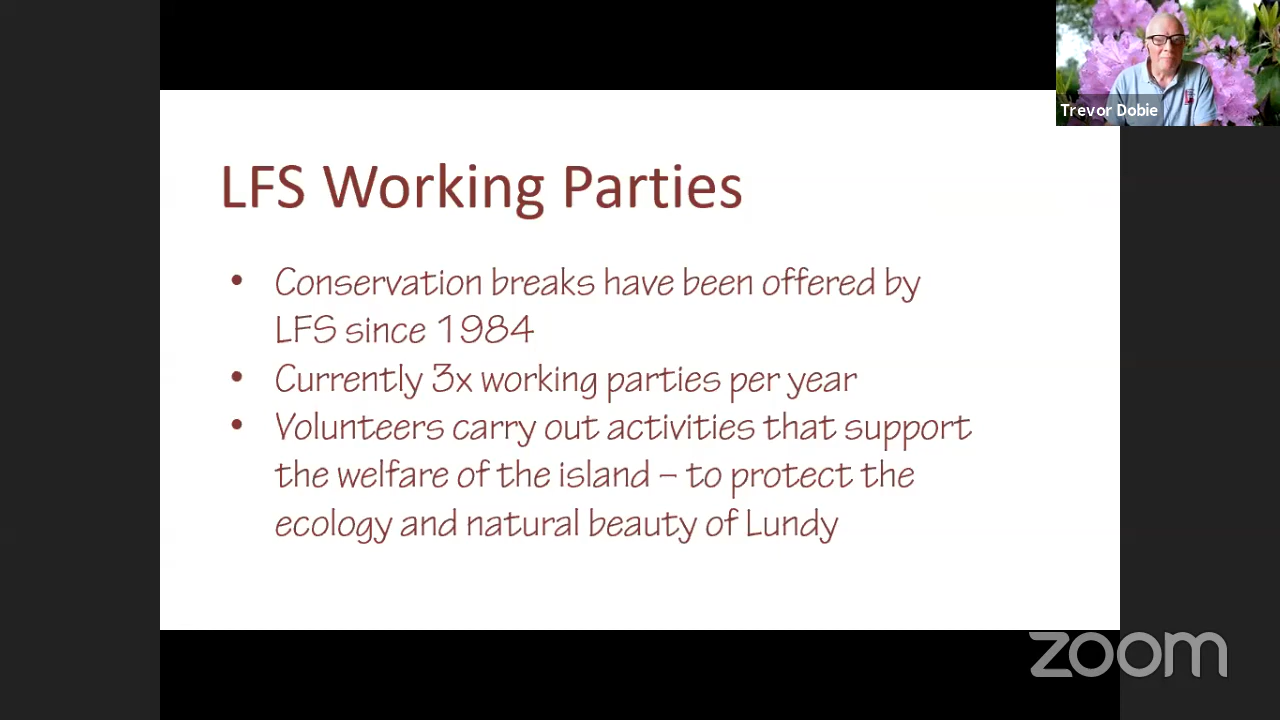 Trevor Dobie
LFS Working Parties
• Conservation breaks have been offered by
LFS since 1984
• Currently 3x working parties per year
• Volunteers carry out activities that support
the welfare of the island – to protect the
ecology and natural beauty of Lundy
zoom